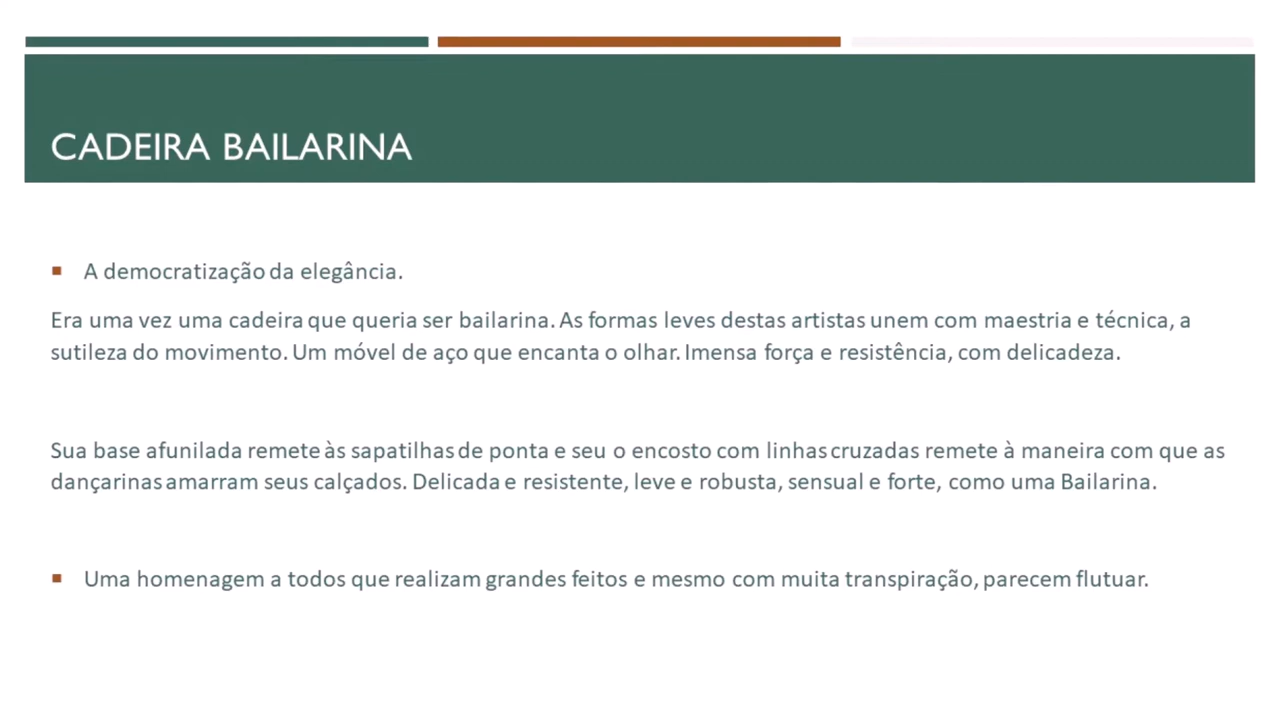 CADEIRA BAILARINA
A democratização da elegância.
Era uma vez uma cadeira que queria ser bailarina. As formas leves destas artistas unem com maestria e técnica, a
sutileza do movimento. Um móvel de aço que encanta o olhar. Imensa força e resistência, com delicadeza.
Sua base afunilada remete às sapatilhas de ponta e seu o encosto com linhas cruzadas remete à maneira com que as
dançarinas amarram seus calçados. Delicada e resistente, leve e robusta, sensual e forte, como uma Bailarina.
Uma homenagem a todos que realizam grandes feitos e mesmo com muita transpiração, parecem flutuar.